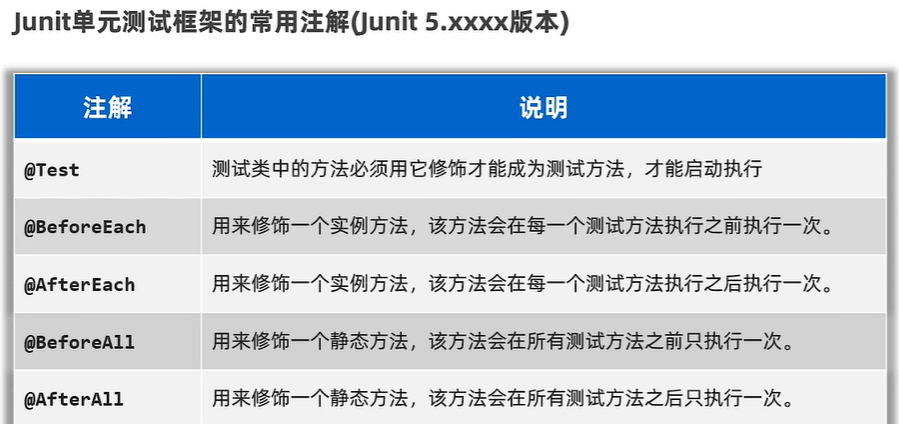 Junit单元测试框架的常用注解(Junit 5.xxxx版本)
注解 说明
@Test 测试类中的方法必须用它修饰才能成为测试方法，才能启动执行
@BeforeEach 用来修饰一个实例方法，该方法会在每一个测试方法执行之前执行一次。
@AfterEach 用来修饰一个实例方法，该方法会在每一个测试方法执行之后执行一次。
@BeforeAll 用来修饰一个静态方法，该方法会在所有测试方法之前只执行一次。
@AfterAll 用来修饰一个静态方法，该方法会在所有测试方法之后只执行一次。